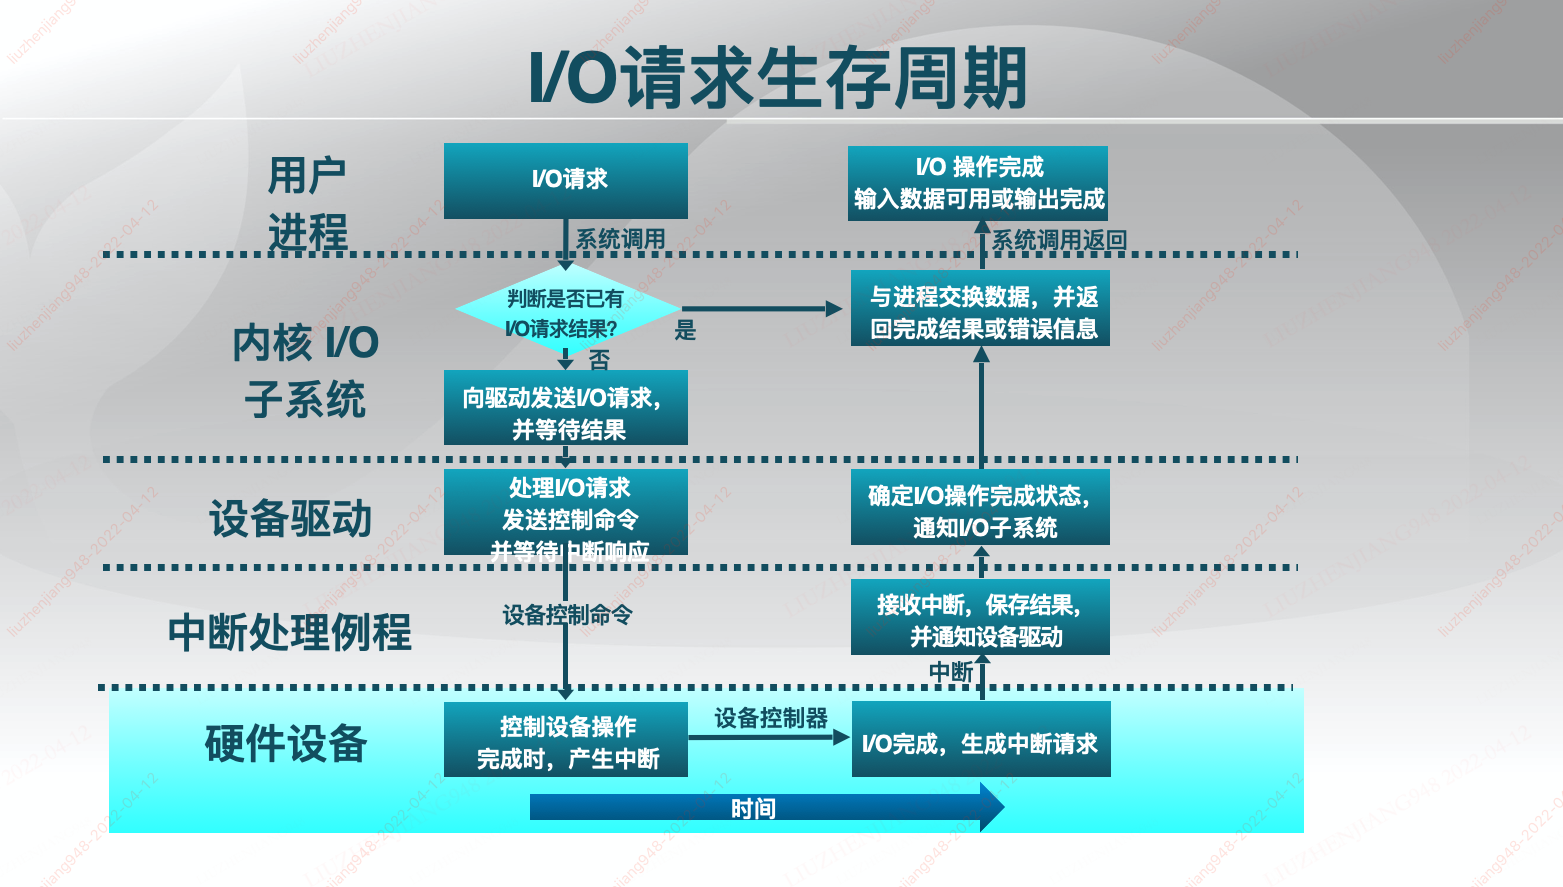 I/O请求生存周期
用户
进程
I/O请求
I/O 操作完成
输入数据可用或输出完成
系统调用
系统调用返回
内核 I/O
子系统
判断是否已有
I/O请求结果?
是
否
与进程交换数据，并返
回完成结果或错误信息
向驱动发送I/O请求，
并等待结果
设备驱动
处理I/O请求
发送控制命令
并等待中断响应
确定I/O操作完成状态，
通知I/O子系统
中断处理例程
设备控制命令
接收中断，保存结果，
并通知设备驱动
中断
硬件设备
控制设备操作
完成时，产生中断
设备控制器
I/O完成，生成中断请求
时间
liuzhenjiang948-2022-04-12
LIUZHENJIANG948 2022-04-12